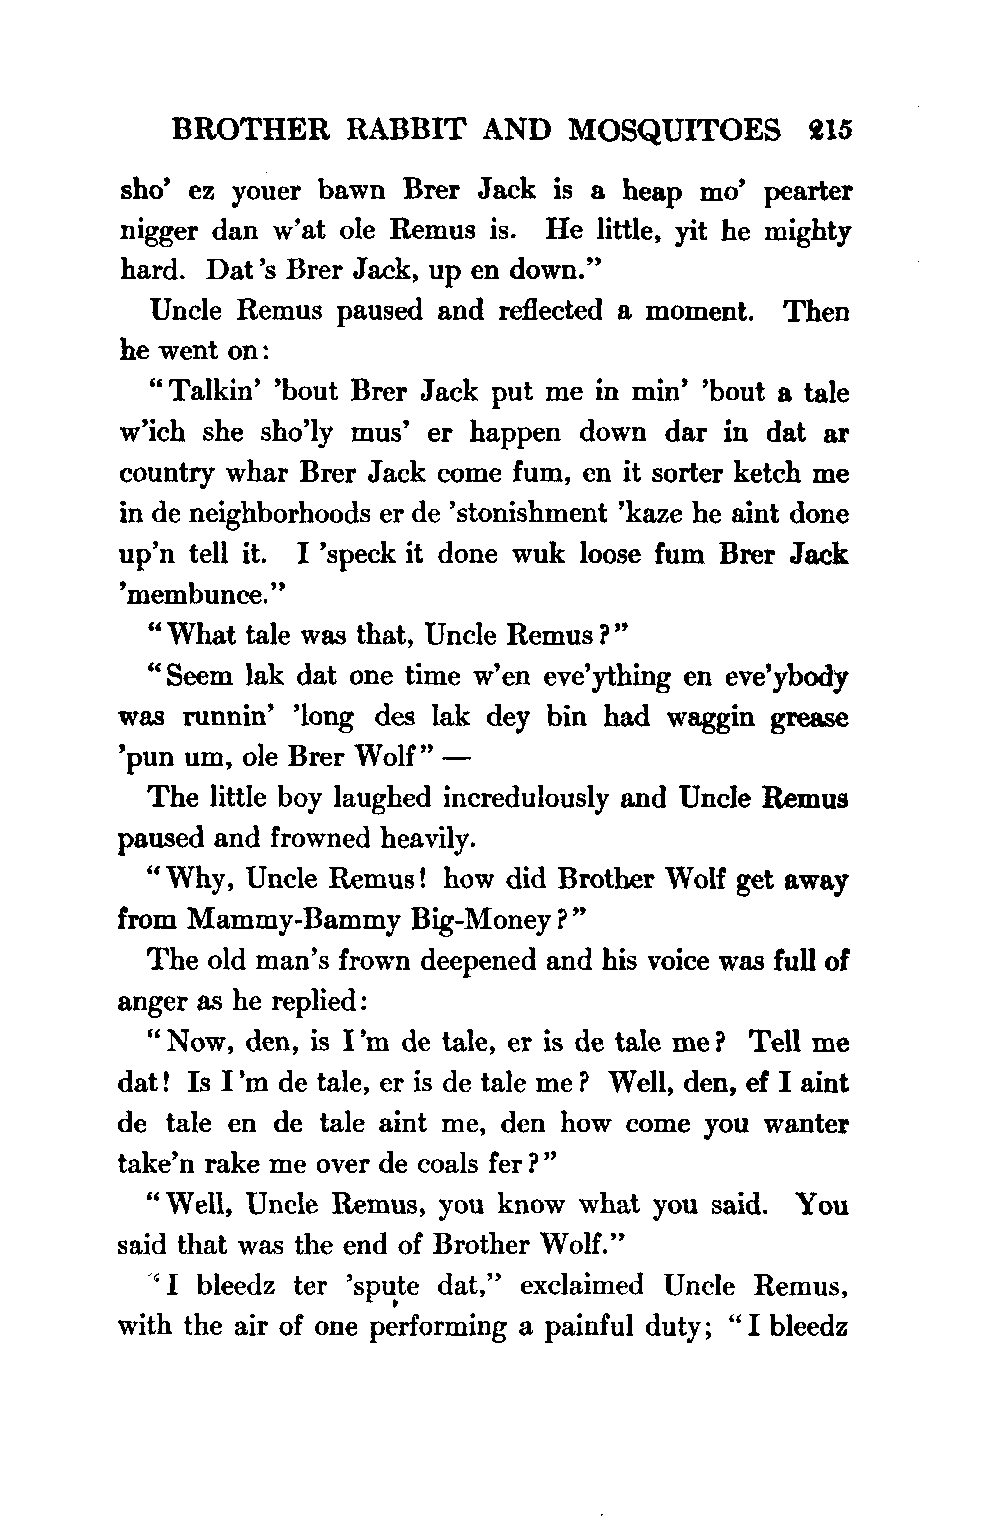 BROTHER RABBIT AND MOSQUITOES 215
sho' ez youer bawn Brer Jack is a heap mo' pearter
nigger dan w'at ole Remus is. He little, yit he mighty
hard. Dat 's Brer Jack, up en down."
Uncle Remus paused and reflected a moment. Then
he went on:
"Talkin' 'bout Brer Jack put me in min' 'bout a tale
w'ich she sho'ly mus' er happen down dar in dat ar
country whar Brer Jack come fum, en it sorter ketch me
in de neighborhoods er de 'stonishment 'kaze he aint done
up'n tell it. I 'speck it done wuk loose fum Brer Jack
'membunce."
"What tale was that, Uncle Remus?"
"Seem lak dat one time w'en eve'ything en eve'ybody
was runnin' 'long des lak dey bin had waggin grease
'pun um, ole Brer Wolf" —
The little boy laughed incredulously and Uncle Remus
paused and frowned heavily.
"Why, Uncle Remus! how did Brother Wolf get away
from Mammy-Bammy Big-Money?"
The old man's frown deepened and his voice was full of
anger as he replied:
"Now, den, is I 'm de tale, er is de tale me? Tell me
dat! Is I 'm de tale, er is de tale me? Well, den, ef I aint
de tale en de tale aint me, den how come you wanter
take'n rake me over de coals fer?"
"Well, Uncle Remus, you know what you said. You
said that was the end of Brother Wolf."
"I bleedz ter 'spute dat," exclaimed Uncle Remus,
with the air of one performing a painful duty; "I bleedz